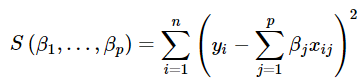 S (β₁, . . . , βₚ) = ∑ᵢ₌₁ⁿ (yᵢ − ∑ⱼ₌₁ᵖ βⱼxᵢⱼ)²